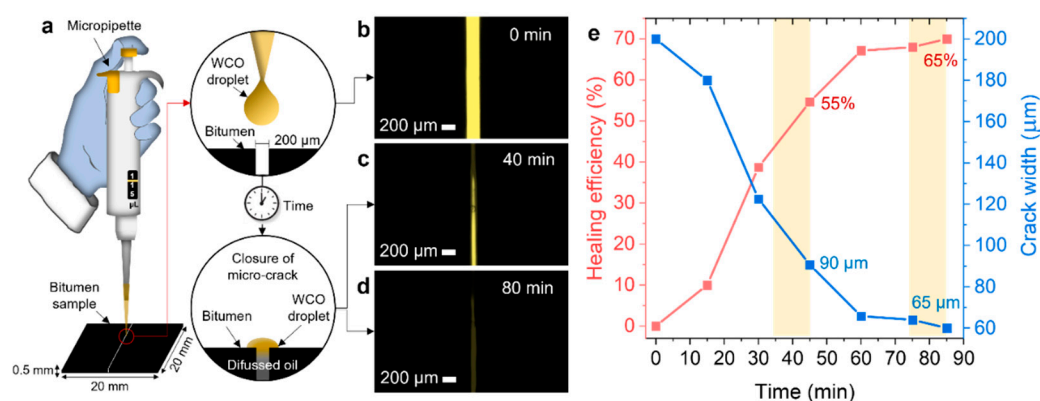 a
Micropipette
1
1
5
µL
Bitumen
sample
0.5 mm
20 mm
20 mm
WCO
droplet
Bitumen
200 µm
Time
Closure of
micro-crack
Bitumen
WCO
droplet
Difussed oil
b
0 min
200 µm
c
40 min
200 µm
d
80 min
200 µm
e
Healing efficiency (%)
70
60
50
40
30
20
10
0
55%
65%
90 µm
65 µm
200
180
160
140
120
100
80
60
Crack width (µm)
0 10 20 30 40 50 60 70 80 90
Time (min)